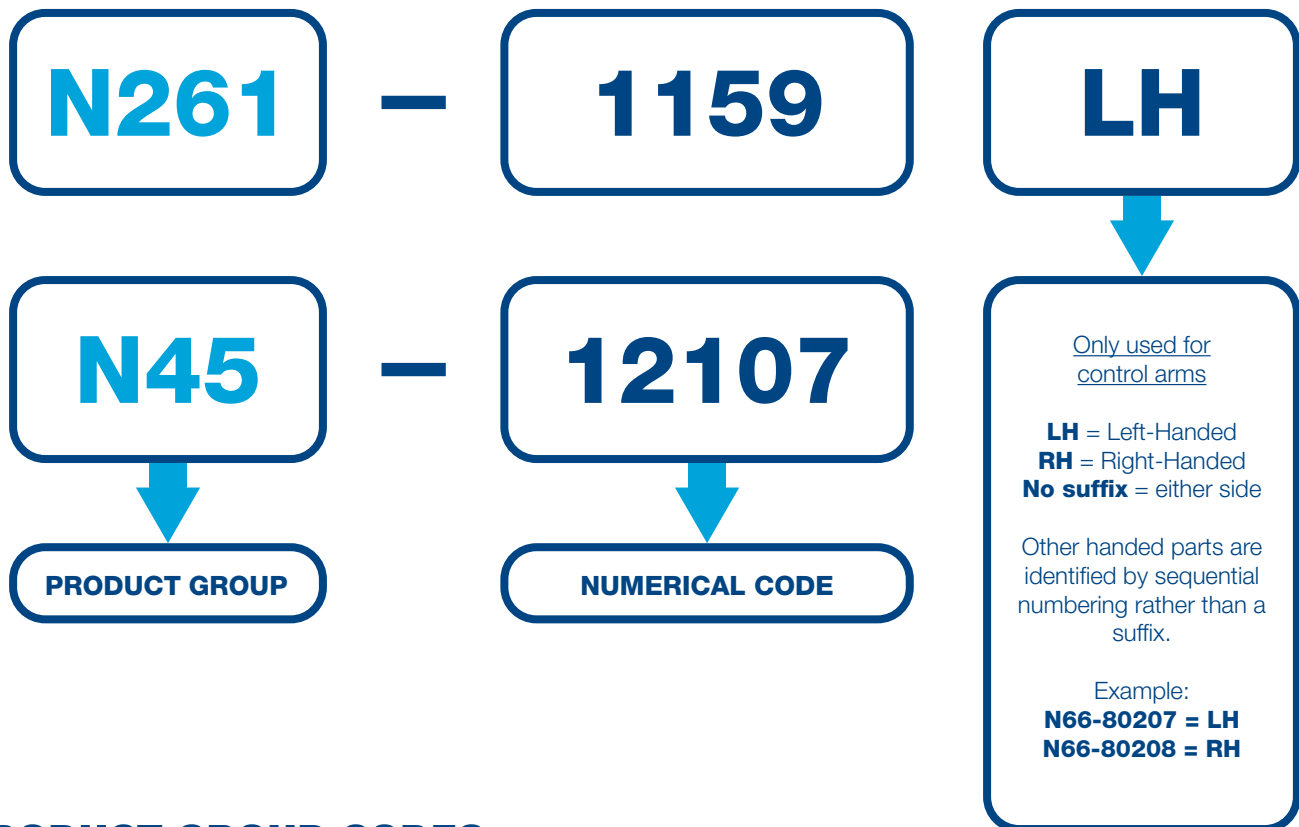 N261 – 1159 LH
N45 – 12107
PRODUCT GROUP
NUMERICAL CODE
Only used for
control arms
LH = Left-Handed
RH = Right-Handed
No suffix = either side
Other handed parts are
identified by sequential
numbering rather than a
suffix.
Example:
N66-80207 = LH
N66-80208 = RH